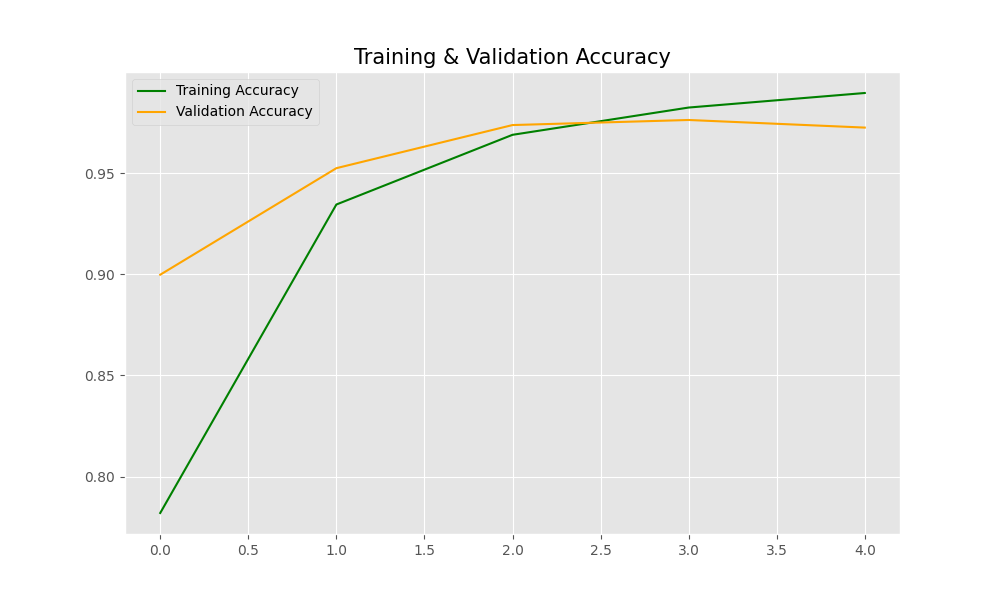 Training & Validation Accuracy
Training Accuracy
Validation Accuracy
0.95
0.90
0.85
0.80
0.0 0.5 1.0 1.5 2.0 2.5 3.0 3.5 4.0